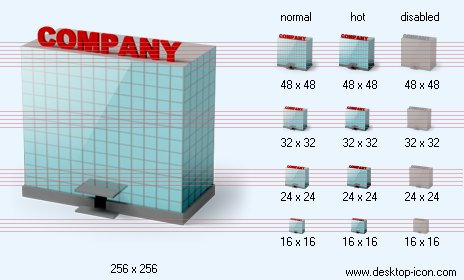 normal hot disabled
COMPANY
48 x 48 48 x 48 48 x 48
32 x 32 32 x 32 32 x 32
24 x 24 24 x 24 24 x 24
16 x 16 16 x 16 16 x 16
256 x 256
www.desktop-icon.com